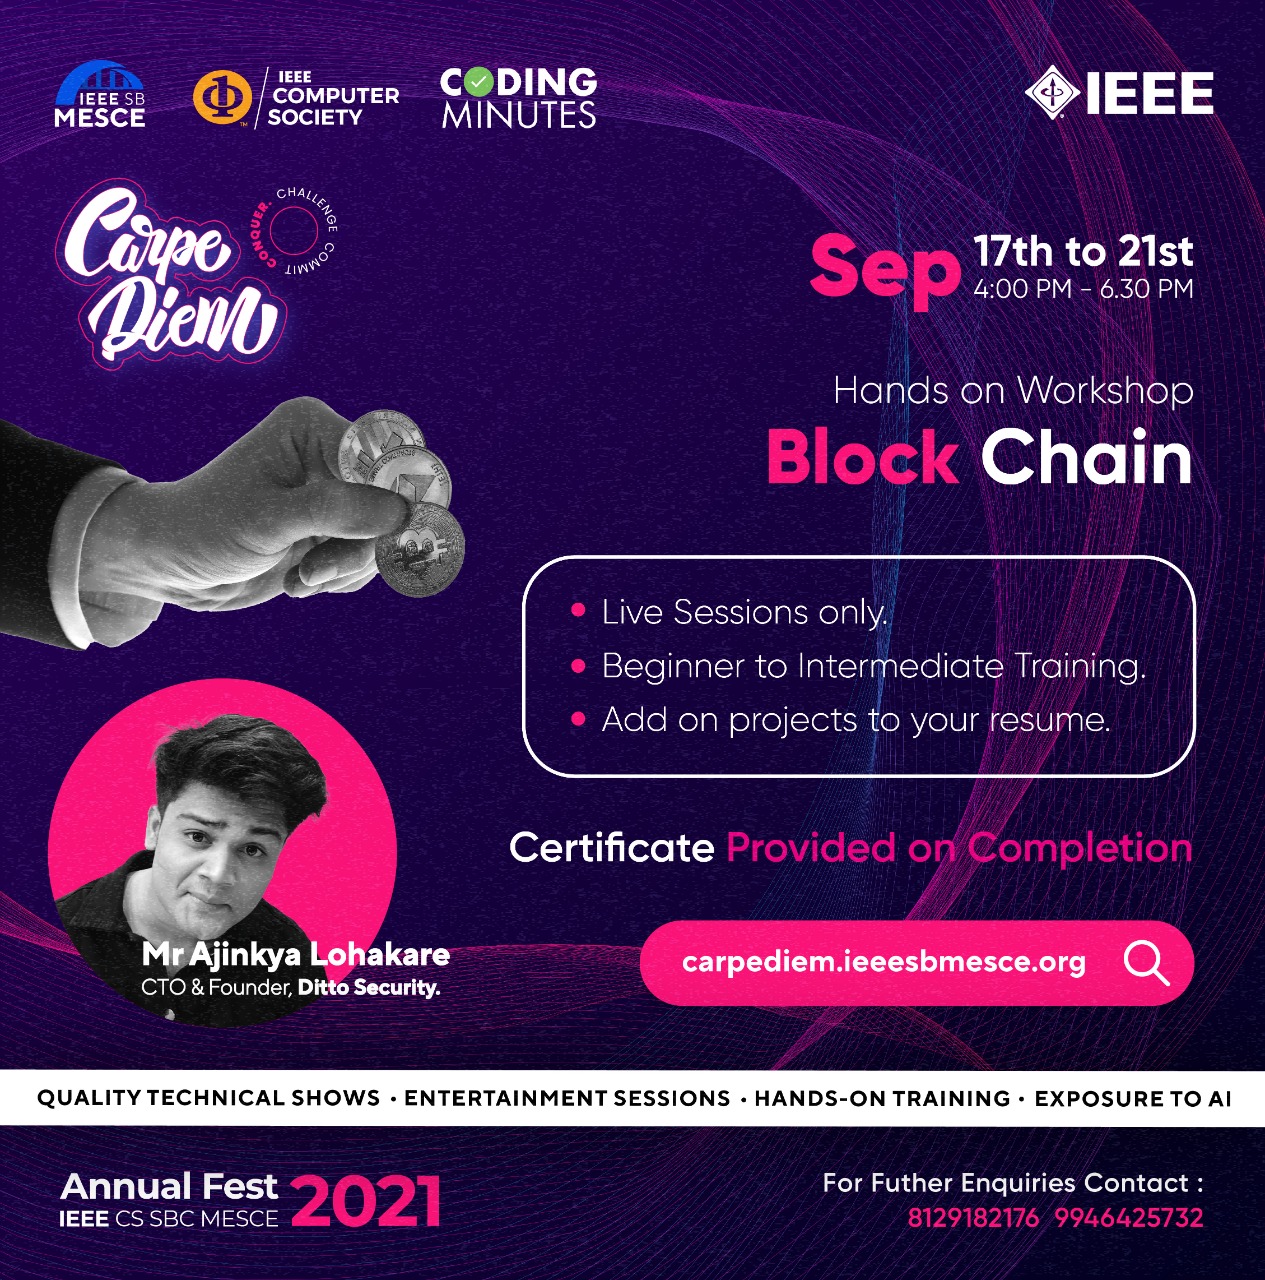 IEEE SB
MESCE
IEEE
COMPUTER
SOCIETY
TM
CODING
MINUTES
IEEE
Carpe
Diem
CHALLENGE COMMIT CONQUER.
Sep
17th to 21st
4:00 PM - 6.30 PM
Hands on Workshop
Block Chain
Live Sessions only.
Beginner to Intermediate Training.
Add on projects to your resume.
Certificate Provided on Completion
Mr Ajinkya Lohakare
CTO & Founder, Ditto Security.
carpediem.ieeesbmesce.org
QUALITY TECHNICAL SHOWS • ENTERTAINMENT SESSIONS • HANDS-ON TRAINING • EXPOSURE TO AI
Annual Fest
IEEE CS SBC MESCE
2021
For Futher Enquiries Contact :
8129182176 9946425732